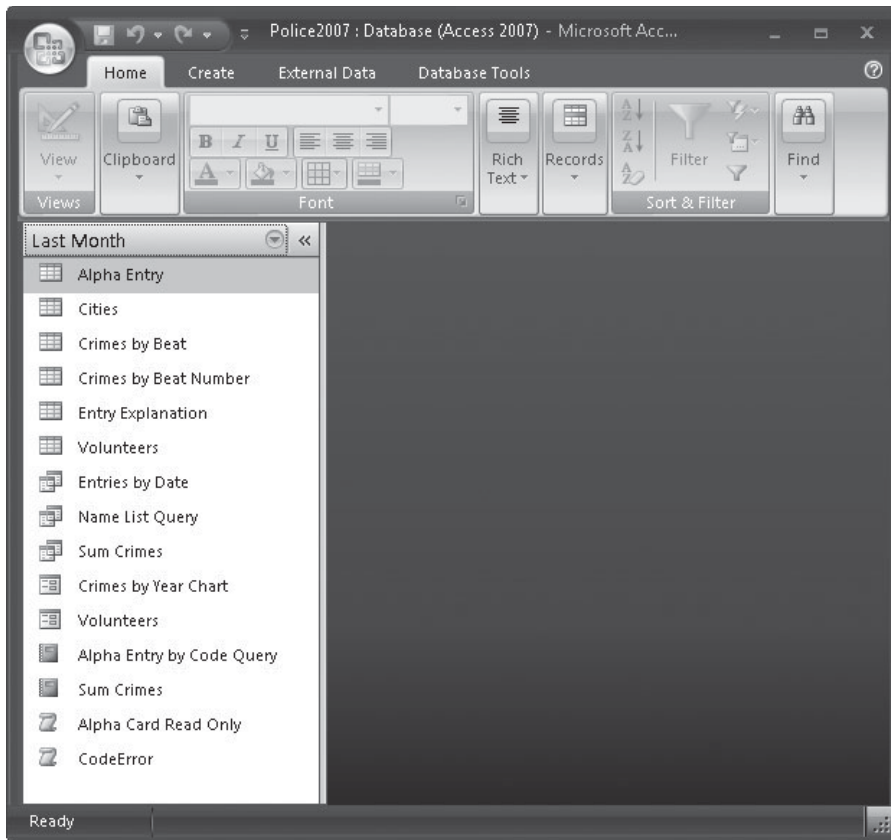 Police2007 : Database (Access 2007) - Microsoft Acc...
Home Create External Data Database Tools
View
Clipboard
B I U
A
Rich Text
Records
A Z
Z A
A Z
Filter
Find
Views
Font
Sort & Filter
Last Month
Alpha Entry
Cities
Crimes by Beat
Crimes by Beat Number
Entry Explanation
Volunteers
Entries by Date
Name List Query
Sum Crimes
Crimes by Year Chart
Volunteers
Alpha Entry by Code Query
Sum Crimes
Alpha Card Read Only
CodeError
Ready